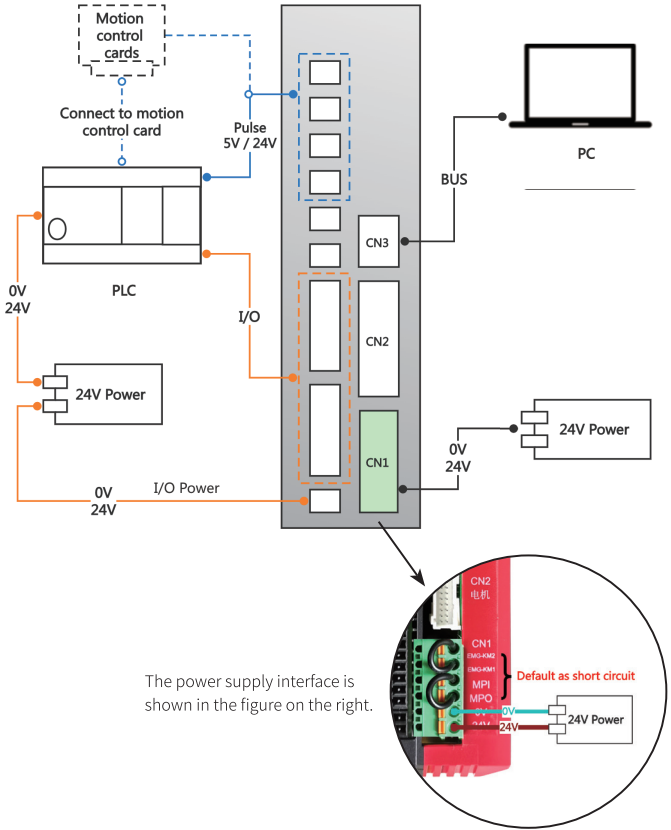 Motion
control
cards
Connect to motion
control card
Pulse
5V / 24V
PC
BUS
CN3
PLC
0V
24V
I/O
CN2
24V Power
24V Power
CN1
0V
24V
I/O Power
0V
24V
CN2
电机
CN1
EMG-KM2
EMG-KM1
MPI
MPO
Default as short circuit
The power supply interface is
shown in the figure on the right.
0V
24V
24V Power